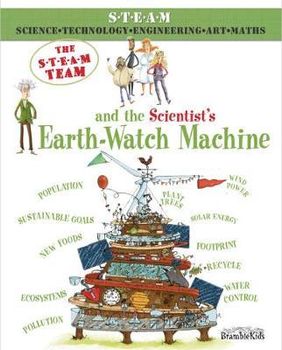 S·T·E·A·M
SCIENCE·TECHNOLOGY·ENGINEERING·ART·MATHS
THE
S·T·E·A·M
TEAM
and the Scientist's
EARTH-WATCH MACHINE
POPULATION
PLANT
TREES
WIND
POWER
SUSTAINABLE GOALS
SOLAR ENERGY
NEW FOODS
FOOTPRINT
RECYCLE
ECOSYSTEMS
WATER
CONTROL
POLLUTION
BrambleKids